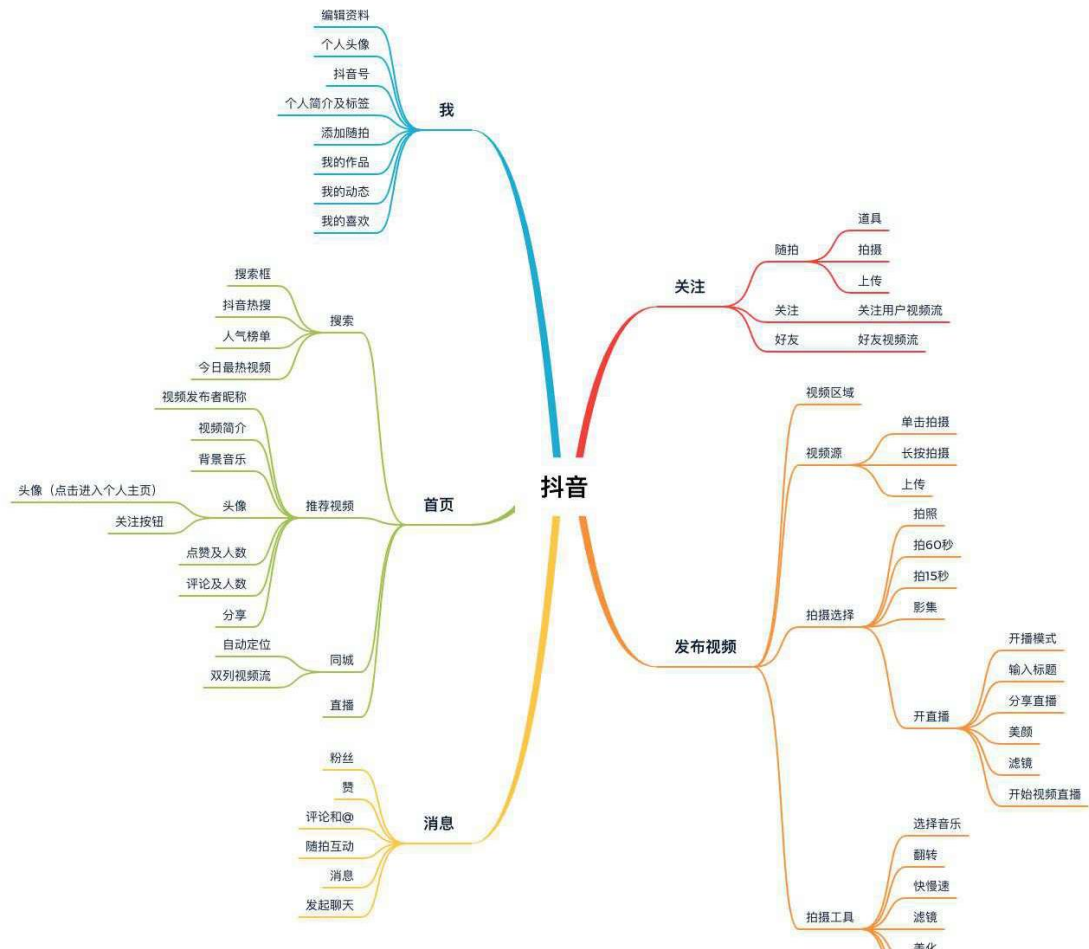 抖音
我
编辑资料
个人头像
抖音号
个人简介及标签
添加随拍
我的作品
我的动态
我的喜欢
关注
随拍
道具
拍摄
上传
关注
关注用户视频流
好友
好友视频流
首页
搜索
搜索框
抖音热搜
人气榜单
今日最热视频
推荐视频
视频发布者昵称
视频简介
背景音乐
头像
头像（点击进入个人主页）
关注按钮
点赞及人数
评论及人数
分享
同城
自动定位
双列视频流
直播
发布视频
视频区域
视频源
单击拍摄
长按拍摄
上传
拍摄选择
拍照
拍60秒
拍15秒
影集
开直播
开播模式
输入标题
分享直播
美颜
滤镜
开始视频直播
拍摄工具
选择音乐
翻转
快慢速
滤镜
美化
消息
粉丝
赞
评论和@
随拍互动
消息
发起聊天